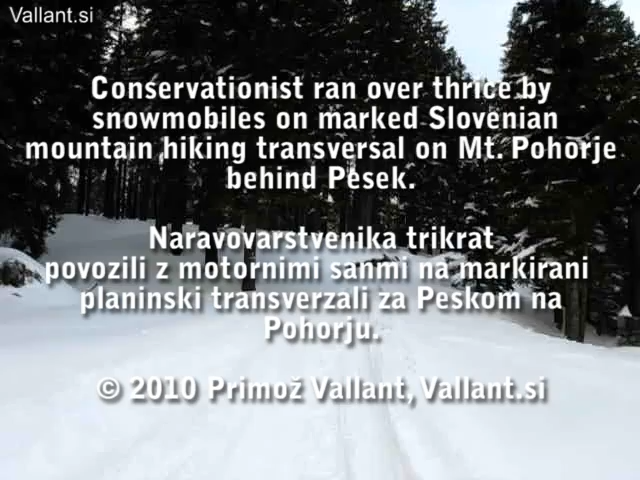 Vallant.si
Conservationist ran over thrice by
snowmobiles on marked Slovenian
mountain hiking transversal on Mt. Pohorje
behind Pesek.
Naravovarstvenika trikrat
povozili z motornimi sanmi na markirani
planinski transverzali za Peskom na
Pohorju.
© 2010 Primož Vallant, Vallant.si